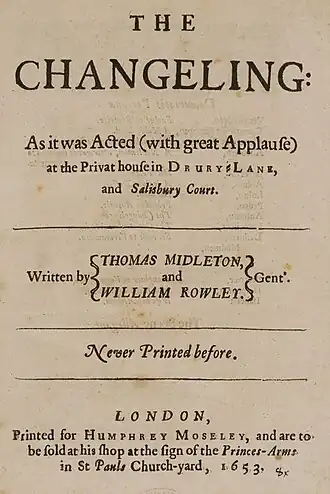 THE
CHANGELING:
As it was Acted (with great Applauſe)
at the Privat houſe in DRURY-LANE,
and Salisbury Court.
THOMAS MIDLETON,
Written by { and } Gent'.
WILLIAM ROWLEY.
Never Printed before.
LONDON,
Printed for HUMPHREY MOSELEY, and are to
be ſold at his ſhop at the ſign of the Princes-Arms
in St Pauls Church-yard, 1653.